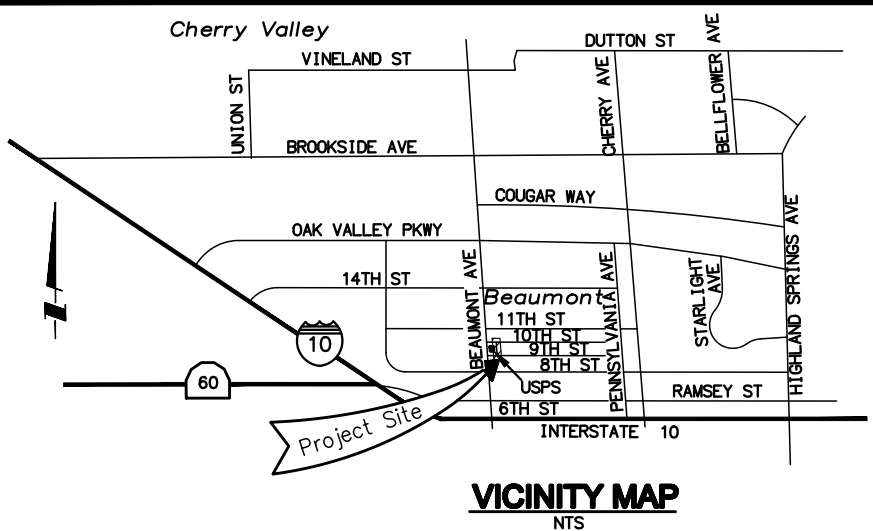 Cherry Valley
DUTTON ST
VINELAND ST
UNION ST
CHERRY AVE
BELLFLOWER AVE
BROOKSIDE AVE
COUGAR WAY
OAK VALLEY PKWY
HIGHLAND SPRINGS AVE
BEAUMONT AVE
PENNSYLVANIA AVE
STARLIGHT
AVE
14TH ST
Beaumont
11TH ST
10TH ST
9TH ST
8TH ST
10
60
USPS
RAMSEY ST
6TH ST
Project Site
INTERSTATE 10
VICINITY MAP
NTS